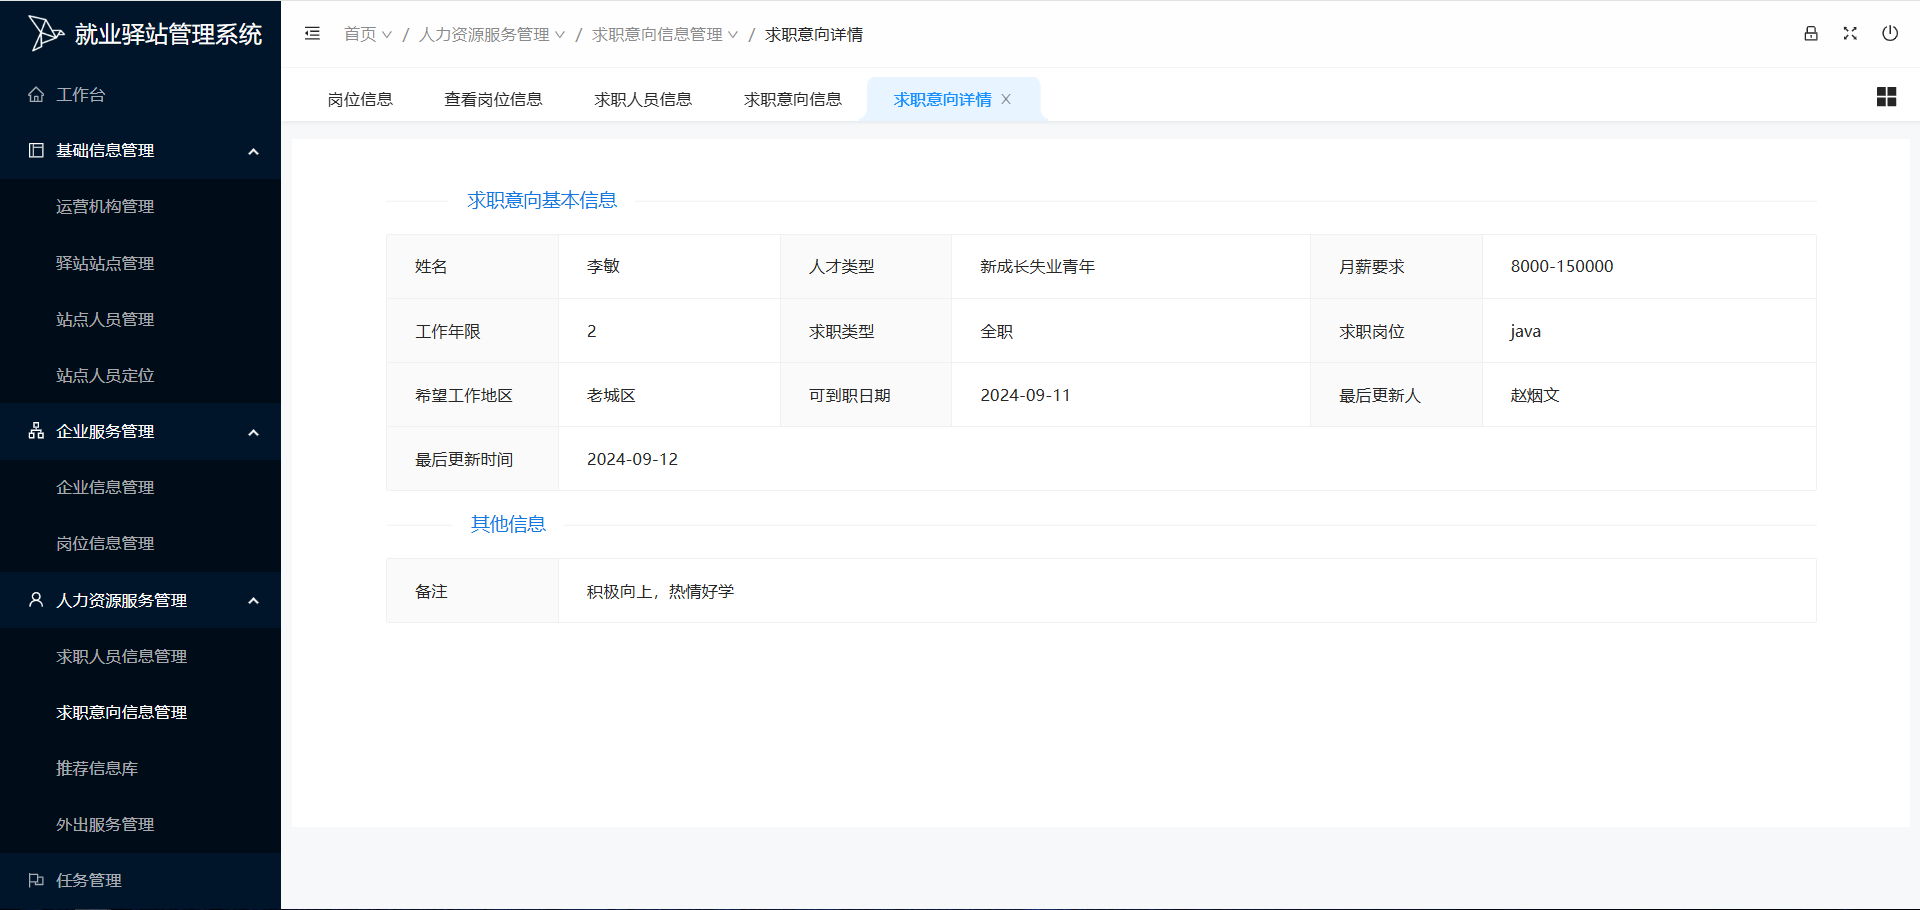 就业驿站管理系统
首页 / 人力资源服务管理 / 求职意向信息管理 / 求职意向详情
工作台
基础信息管理
运营机构管理
驿站站点管理
站点人员管理
站点人员定位
企业服务管理
企业信息管理
岗位信息管理
人力资源服务管理
求职人员信息管理
求职意向信息管理
推荐信息库
外出服务管理
任务管理
岗位信息 查看岗位信息 求职人员信息 求职意向信息 求职意向详情
求职意向基本信息
姓名 李敏 人才类型 新成长失业青年 月薪要求 8000-150000
工作年限 2 求职类型 全职 求职岗位 java
希望工作地区 老城区 可到职日期 2024-09-11 最后更新人 赵烟文
最后更新时间 2024-09-12
其他信息
备注 积极向上，热情好学